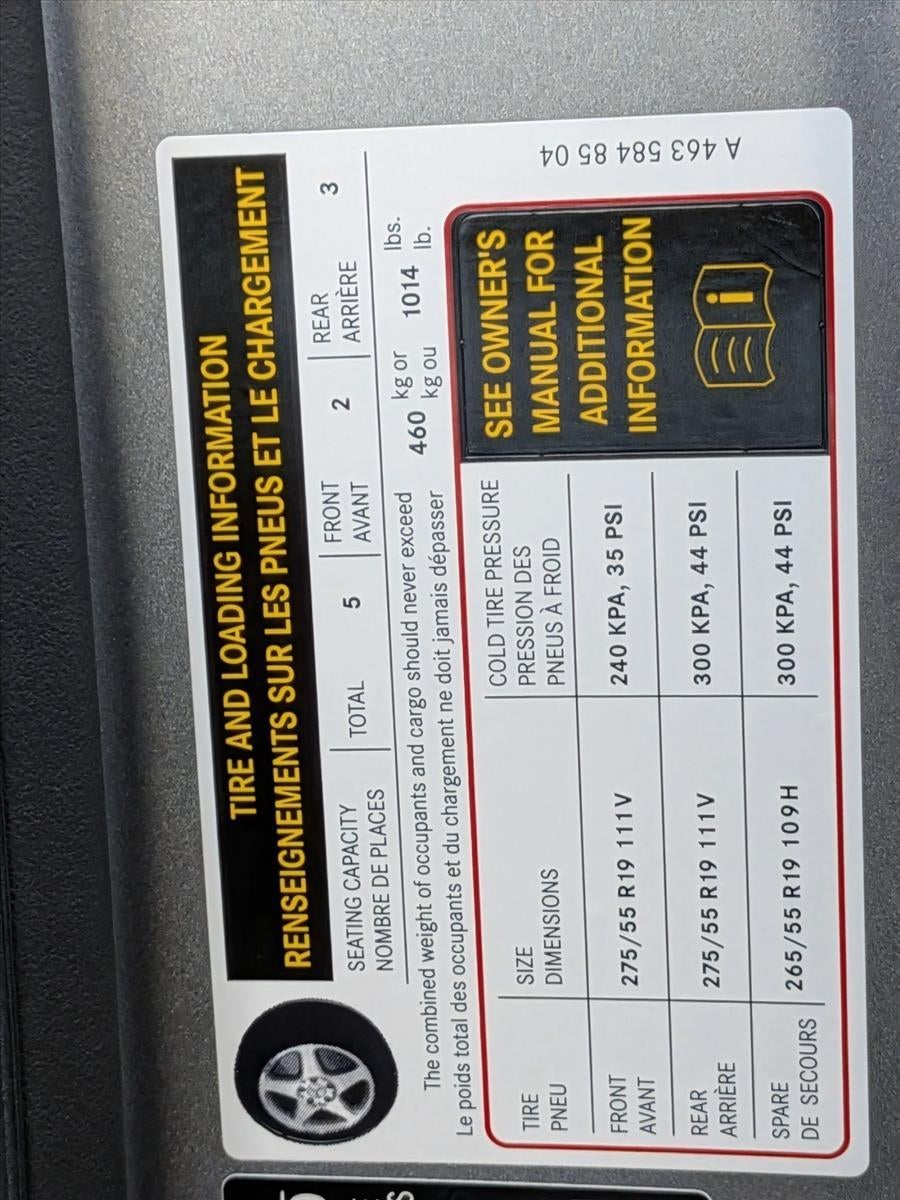 TIRE AND LOADING INFORMATION
RENSEIGNEMENTS SUR LES PNEUS ET LE CHARGEMENT
SEATING CAPACITY
NOMBRE DE PLACES
TOTAL 5
FRONT
AVANT
2
REAR
ARRIÈRE
3
The combined weight of occupants and cargo should never exceed 460 kg or 1014 lbs.
Le poids total des occupants et du chargement ne doit jamais dépasser kg ou lb.
TIRE
PNEU
SIZE
DIMENSIONS
COLD TIRE PRESSURE
PRESSION DES
PNEUS À FROID
FRONT
AVANT
275/55 R19 111V
240 KPA, 35 PSI
REAR
ARRIÈRE
275/55 R19 111V
300 KPA, 44 PSI
SPARE
DE SECOURS
265/55 R19 109H
300 KPA, 44 PSI
SEE OWNER'S
MANUAL FOR
ADDITIONAL
INFORMATION
i
A 463 584 85 04